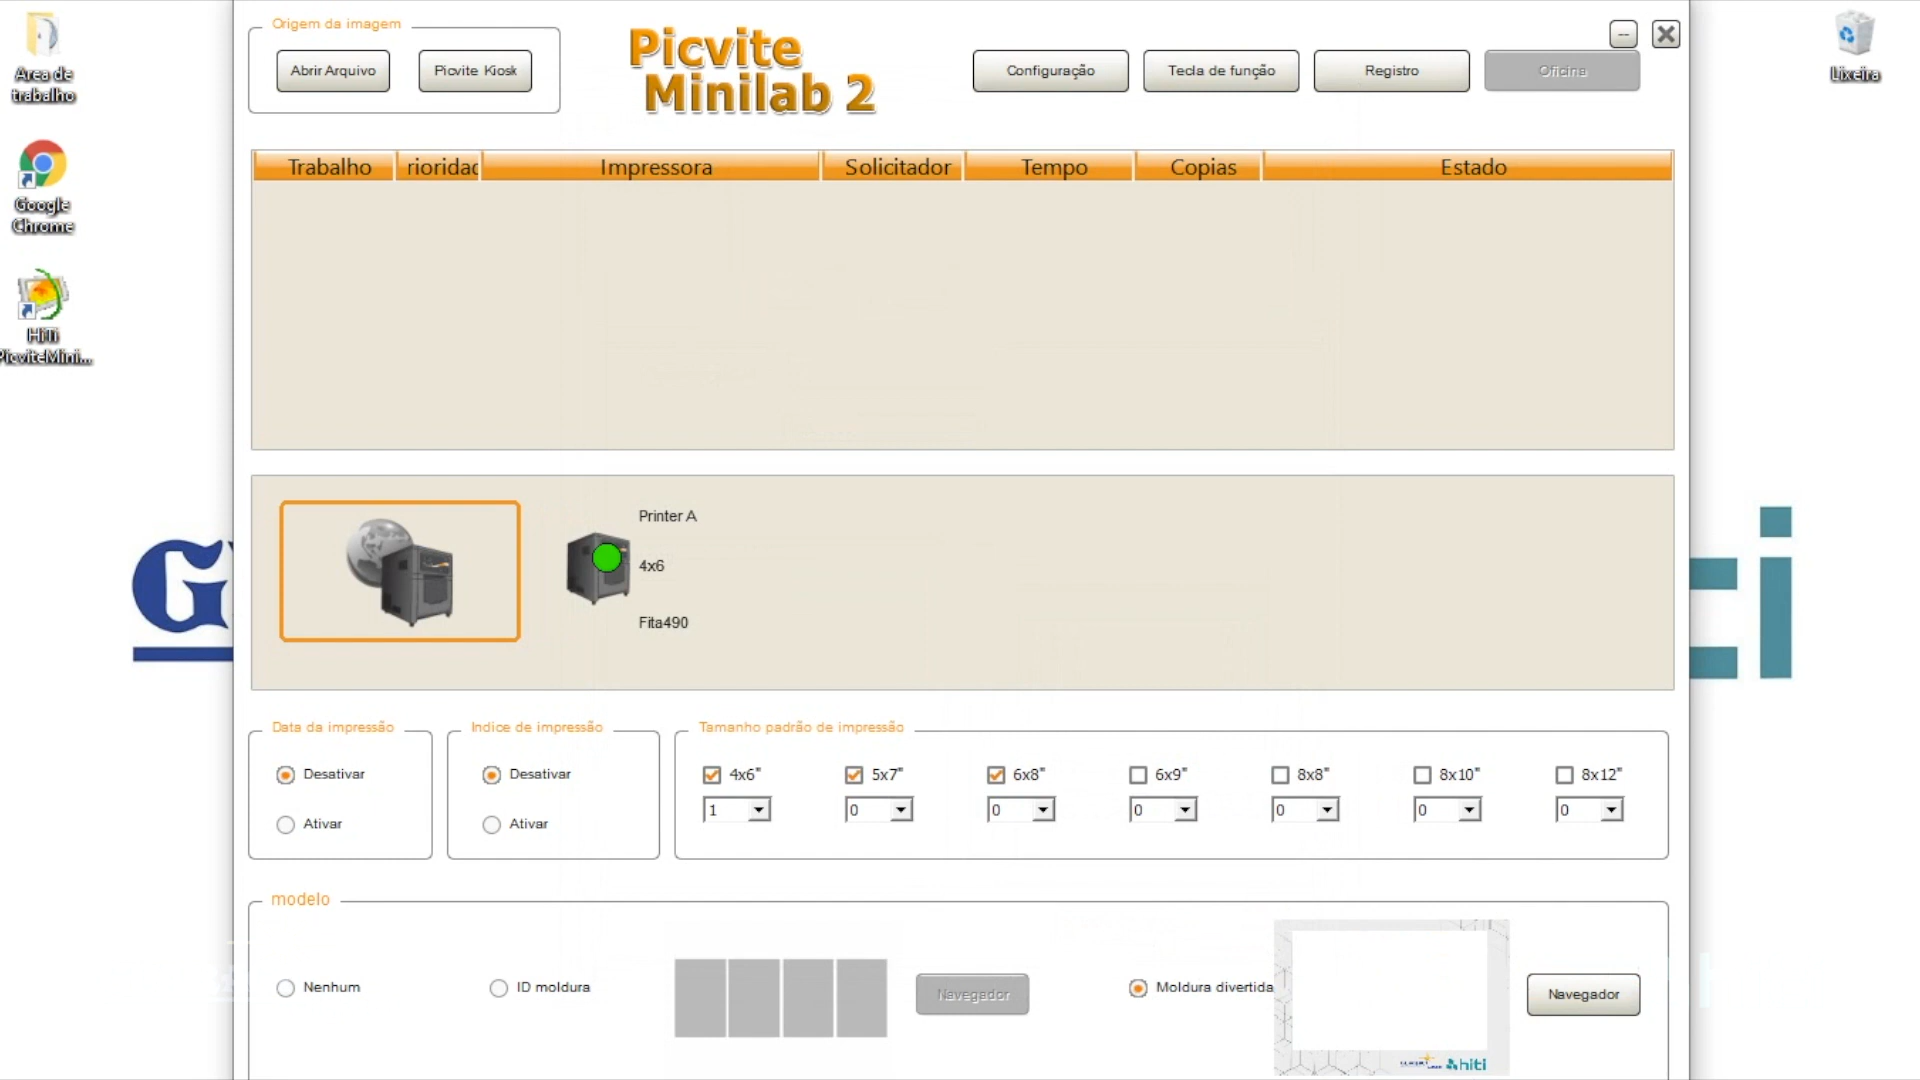 Area de
trabalho
Google
Chrome
HiTi
PicviteMini...
Lixeira
Origem da imagem
Abrir Arquivo
Picvite Kiosk
Picvite
Minilab 2
Configuração
Tecla de função
Registro
Oficina
Trabalho
rioridad
Impressora
Solicitador
Tempo
Copias
Estado
Printer A
4x6
Fita490
Data da impressão
Desativar
Ativar
Indice de impressão
Desativar
Ativar
Tamanho padrão de impressão
4x6"
5x7"
6x8"
6x9"
8x8"
8x10"
8x12"
1
0
0
0
0
0
0
modelo
Nenhum
ID moldura
Navegador
Moldura divertida
hiti
Navegador
G
ci